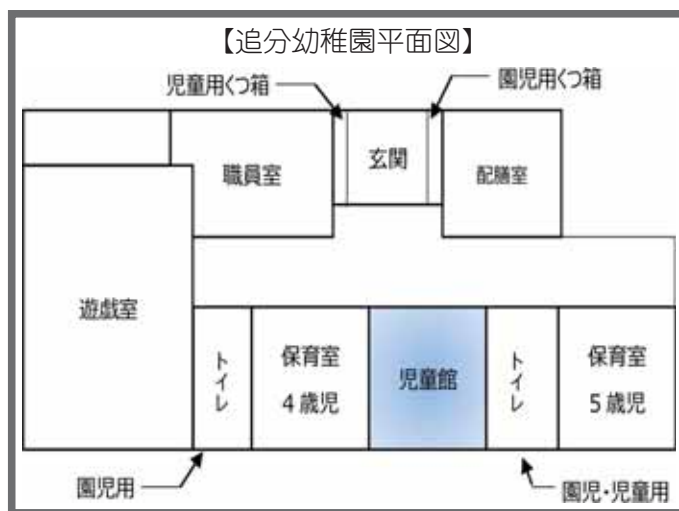 【追分幼稚園平面図】
児童用くつ箱
園児用くつ箱
職員室
玄関
配膳室
遊戯室
トイレ
保育室
4歳児
児童館
トイレ
保育室
5歳児
園児用
園児・児童用